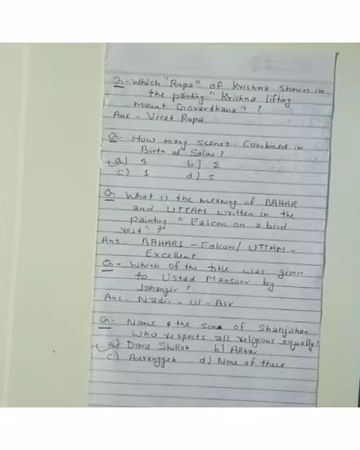 Q- Which "Rupa" of Krishna shown in
the painting "Krishna lifting
mount Govardhana" ?
Ans - Virat Rupa
Q- How many scenes combined in
Birth of Salim ?
a) 3 b) 2
c) 1 d) 5
Q What is the meaning of BAHAR
and UTTAM written in the
painting "Falcon on a bird
rest" ?
Ans BAHARI - Falcon/ UTTAM -
Excellent
Q- Which of the title was given
to Ustad Mansoor by
Jahangir ?
Ans - Nadir - Ul - Asr
Q- Name the son of Shahjahan
who respects all religions equally?
a) Dara Shikoh b) Akbar
c) d) None of these